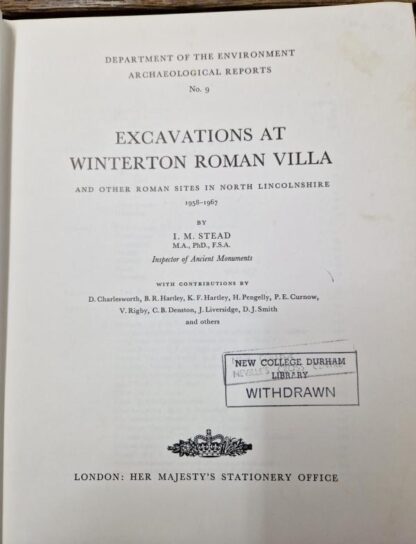 DEPARTMENT OF THE ENVIRONMENT
ARCHAEOLOGICAL REPORTS
No. 9
EXCAVATIONS AT
WINTERTON ROMAN VILLA
AND OTHER ROMAN SITES IN NORTH LINCOLNSHIRE
1958–1967
BY
I. M. STEAD
M.A., PhD., F.S.A.
Inspector of Ancient Monuments
WITH CONTRIBUTIONS BY
D. Charlesworth, B. R. Hartley, K. F. Hartley, H. Pengelly, P. E. Curnow,
V. Rigby, C. B. Denston, J. Liversidge, D. J. Smith
and others
NEW COLLEGE DURHAM
LIBRARY
WITHDRAWN
LONDON: HER MAJESTY'S STATIONERY OFFICE